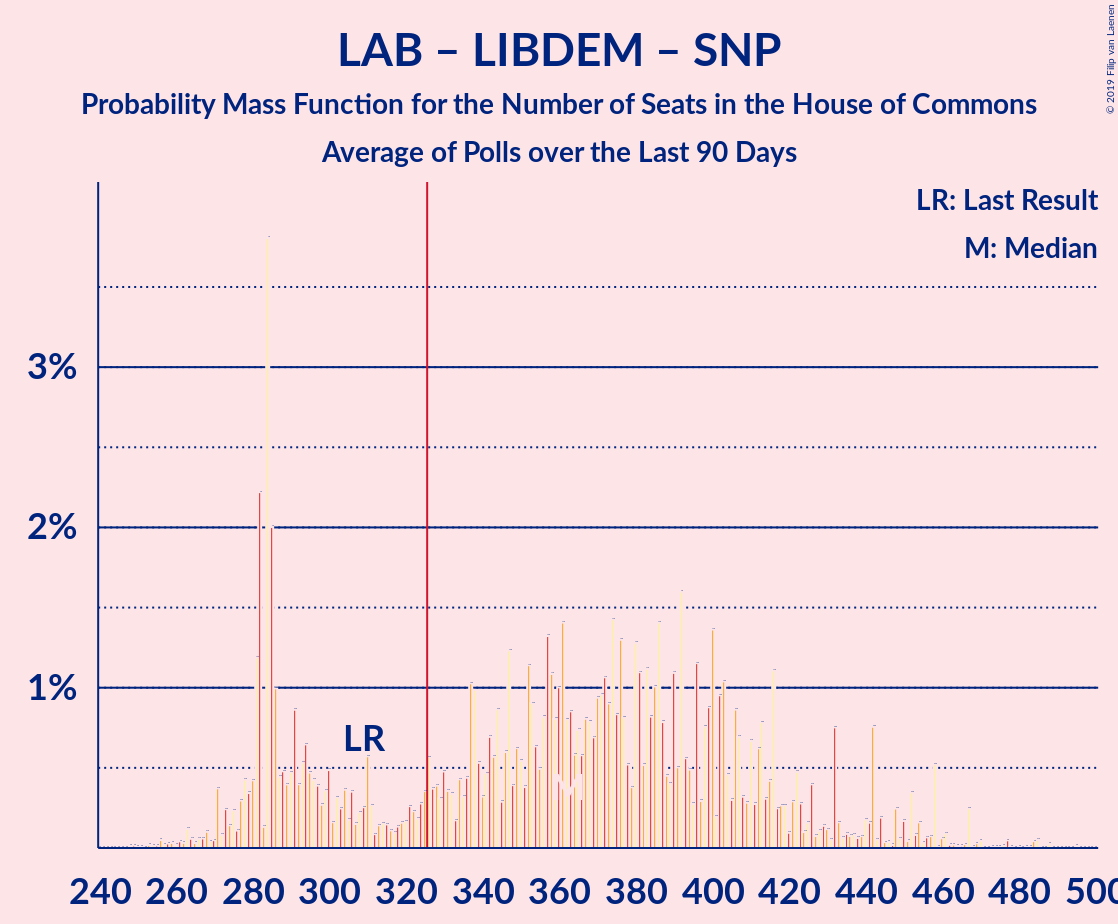 LAB – LIBDEM – SNP
Probability Mass Function for the Number of Seats in the House of Commons
Average of Polls over the Last 90 Days
© 2019 Filip van Laenen
LR: Last Result
M: Median
3%
2%
1%
LR
M
240 260 280 300 320 340 360 380 400 420 440 460 480 500